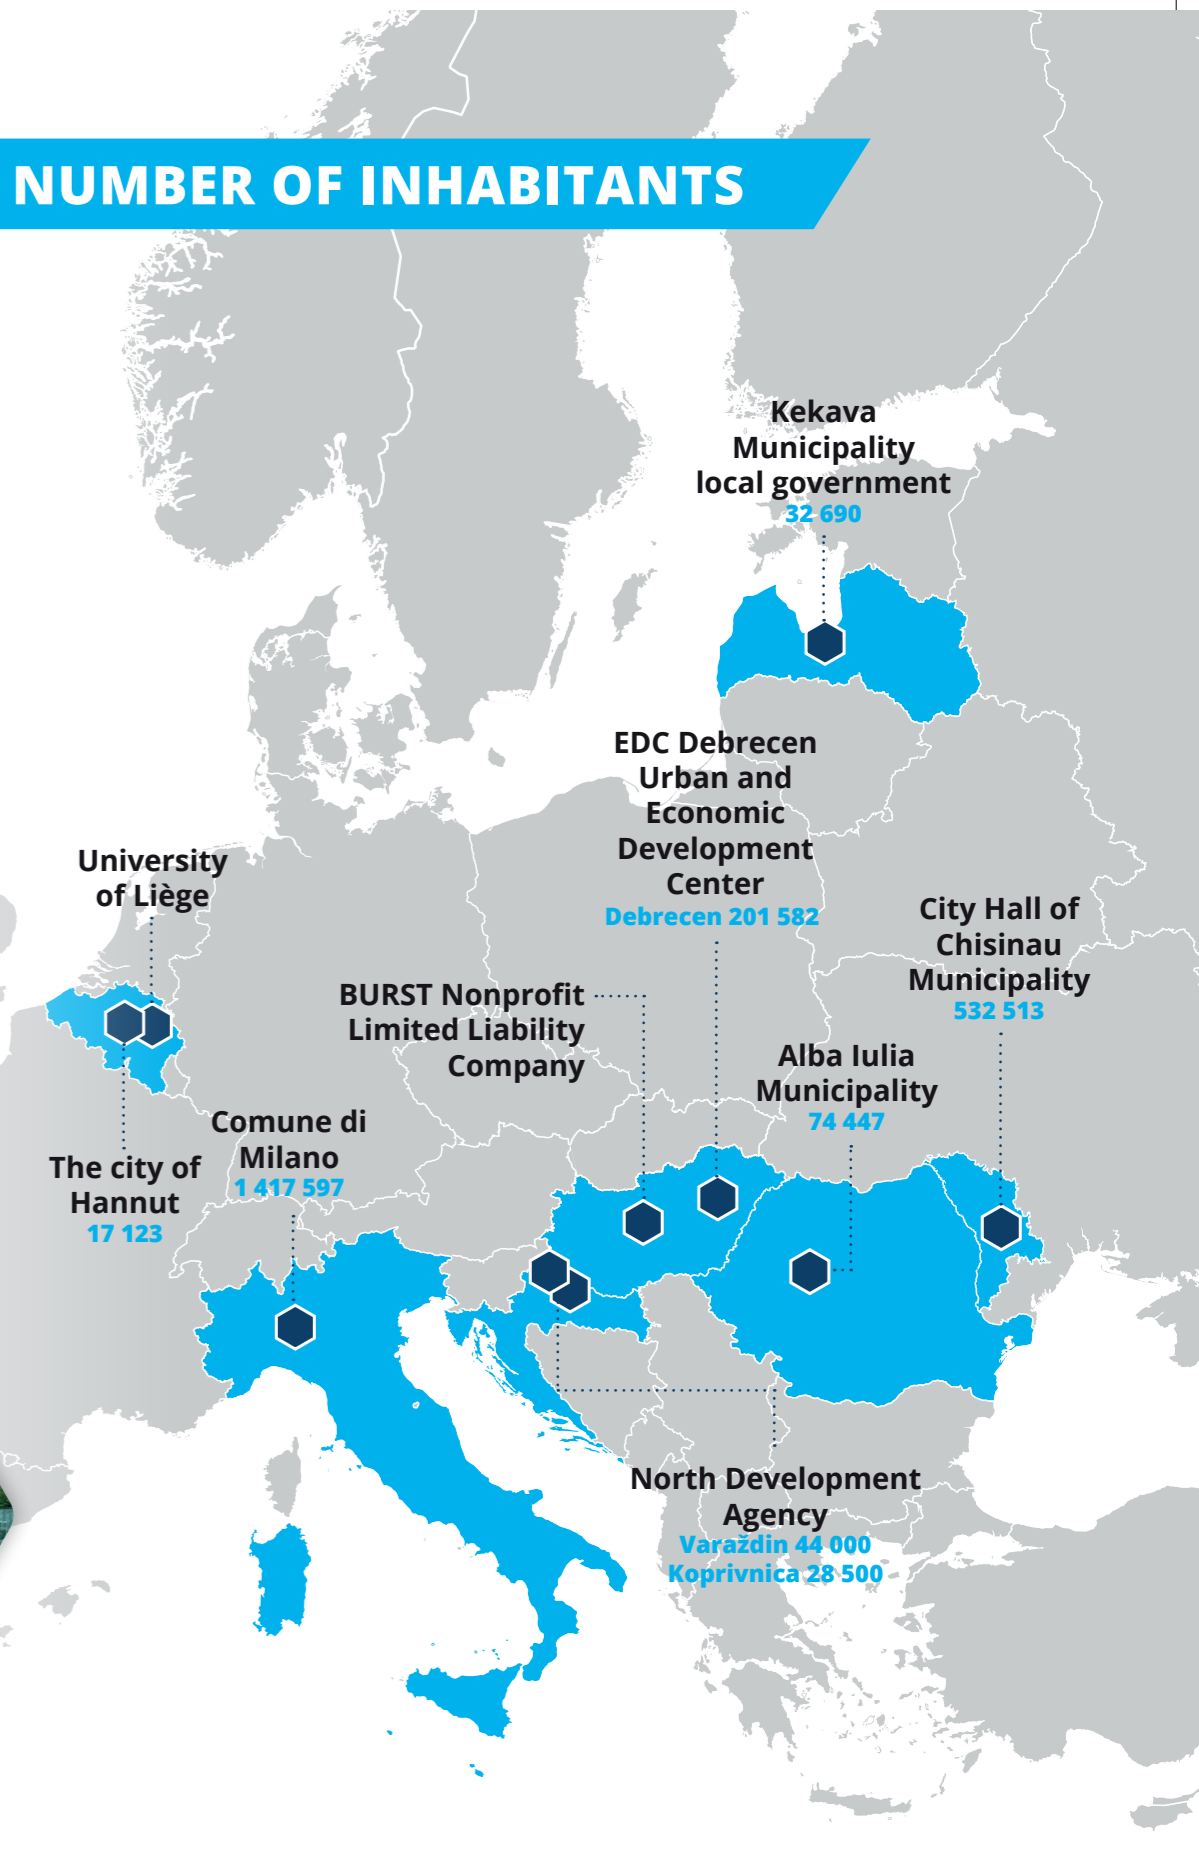 NUMBER OF INHABITANTS
Kekava
Municipality
local government
32 690
EDC Debrecen
Urban and
Economic
Development
Center
Debrecen 201 582
University
of Liège
City Hall of
Chisinau
Municipality
532 513
BURST Nonprofit
Limited Liability
Company
Alba Iulia
Municipality
74 447
Comune di
Milano
1 417 597
The city of
Hannut
17 123
North Development
Agency
Varaždin 44 000
Koprivnica 28 500